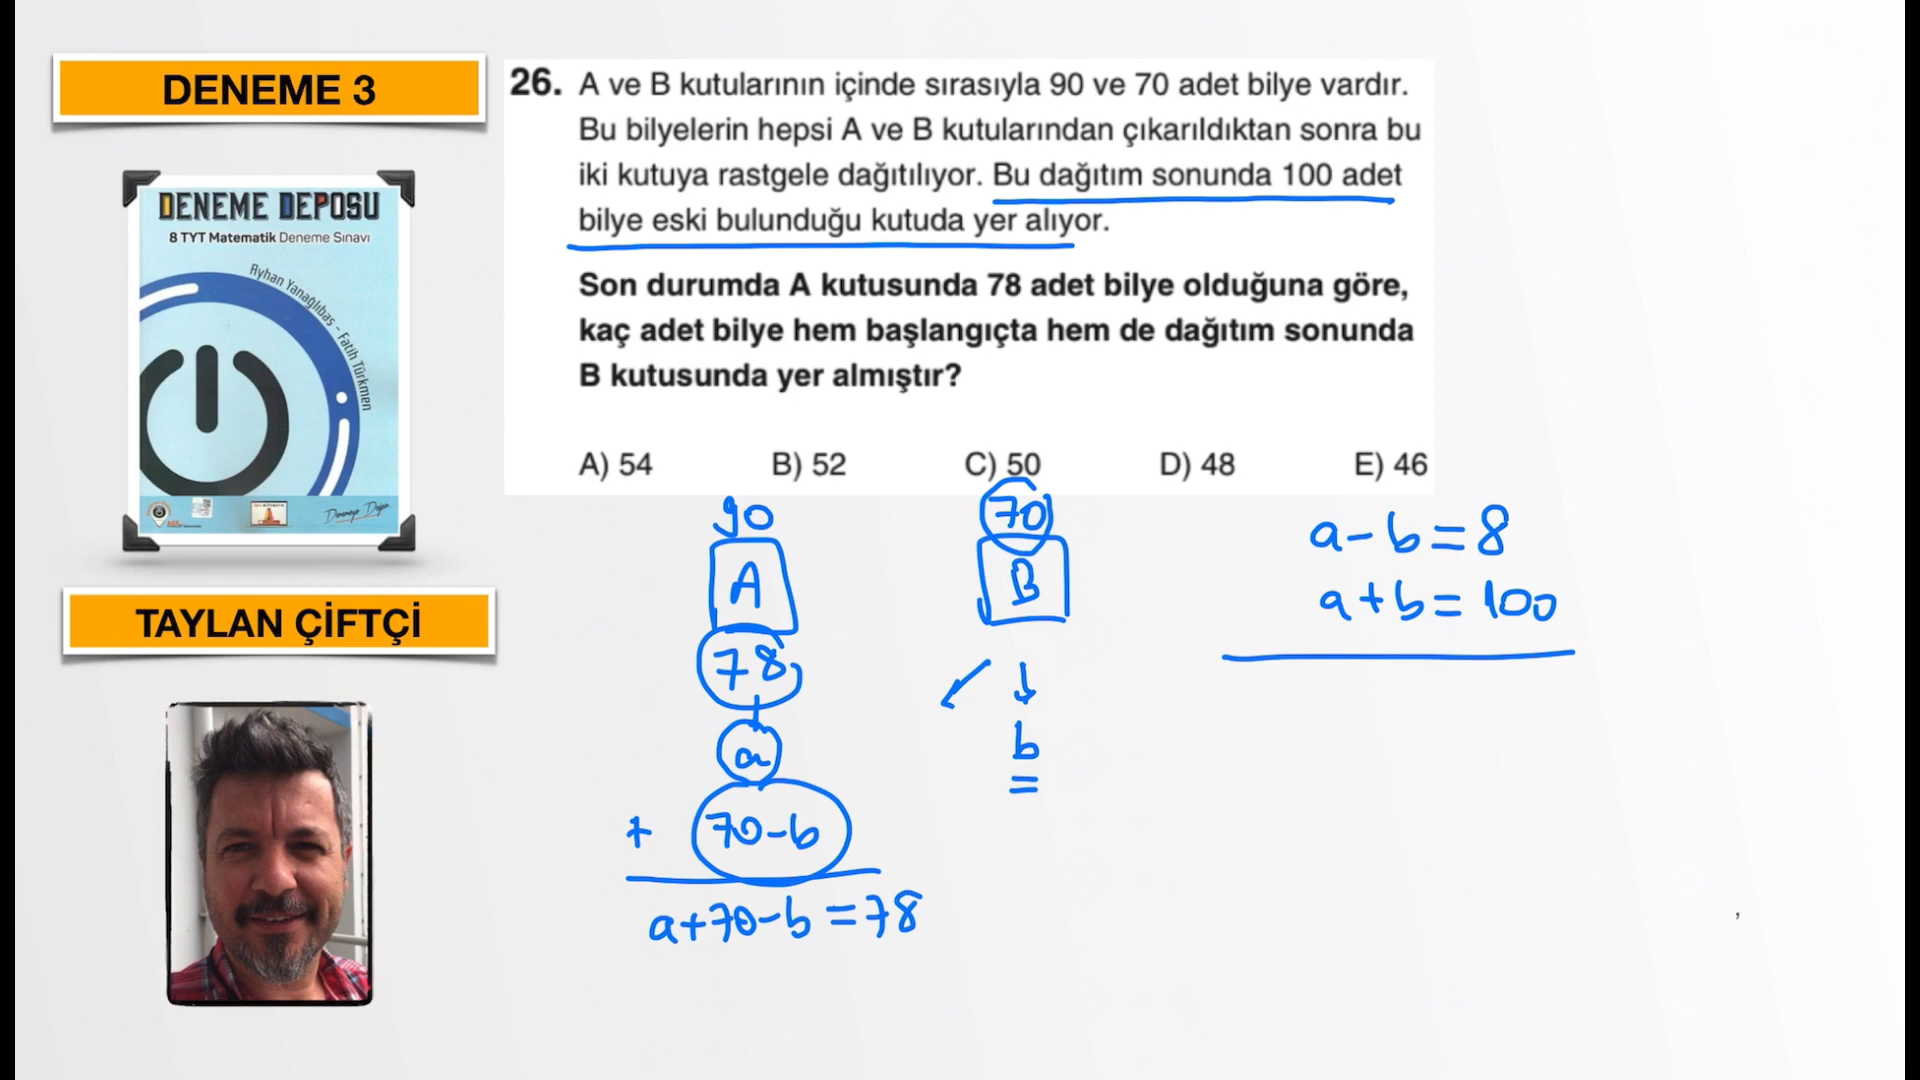 DENEME 3
DENEME DEPOSU
8 TYT Matematik Deneme Sınavı
Ayhan Yanağlıbaş - Fatih Türkmen
Denemeye Değer
TAYLAN ÇİFTÇİ
26. A ve B kutularının içinde sırasıyla 90 ve 70 adet bilye vardır.
Bu bilyelerin hepsi A ve B kutularından çıkarıldıktan sonra bu
iki kutuya rastgele dağıtılıyor. Bu dağıtım sonunda 100 adet
bilye eski bulunduğu kutuda yer alıyor.
Son durumda A kutusunda 78 adet bilye olduğuna göre,
kaç adet bilye hem başlangıçta hem de dağıtım sonunda
B kutusunda yer almıştır?
A) 54 B) 52 C) 50 D) 48 E) 46
90 70
A B
78
a b
+ 70-b
a+70-b=78
a-b=8
a+b=100